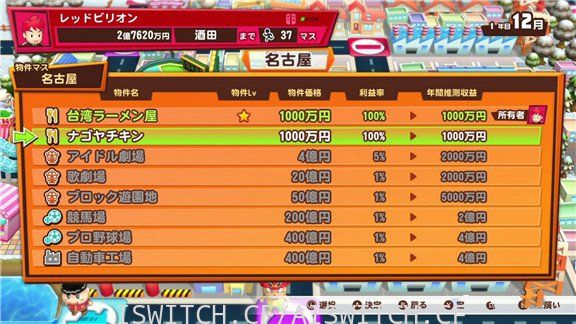 レッドビリオン
2億7620万円 酒田 まで 37 マス
1年目 12月
名古屋
物件マス
名古屋
物件名 物件Lv 物件価格 利益率 年間推測収益
台湾ラーメン屋 1000万円 100% 1000万円 所有者
ナゴヤチキン 1000万円 100% 1000万円
アイドル劇場 4億円 5% 2000万円
歌劇場 20億円 1% 2000万円
ブロック遊園地 50億円 1% 5000万円
競馬場 200億円 1% 2億円
プロ野球場 400億円 1% 4億円
自動車工場 400億円 1% 4億円
選択 決定 戻る